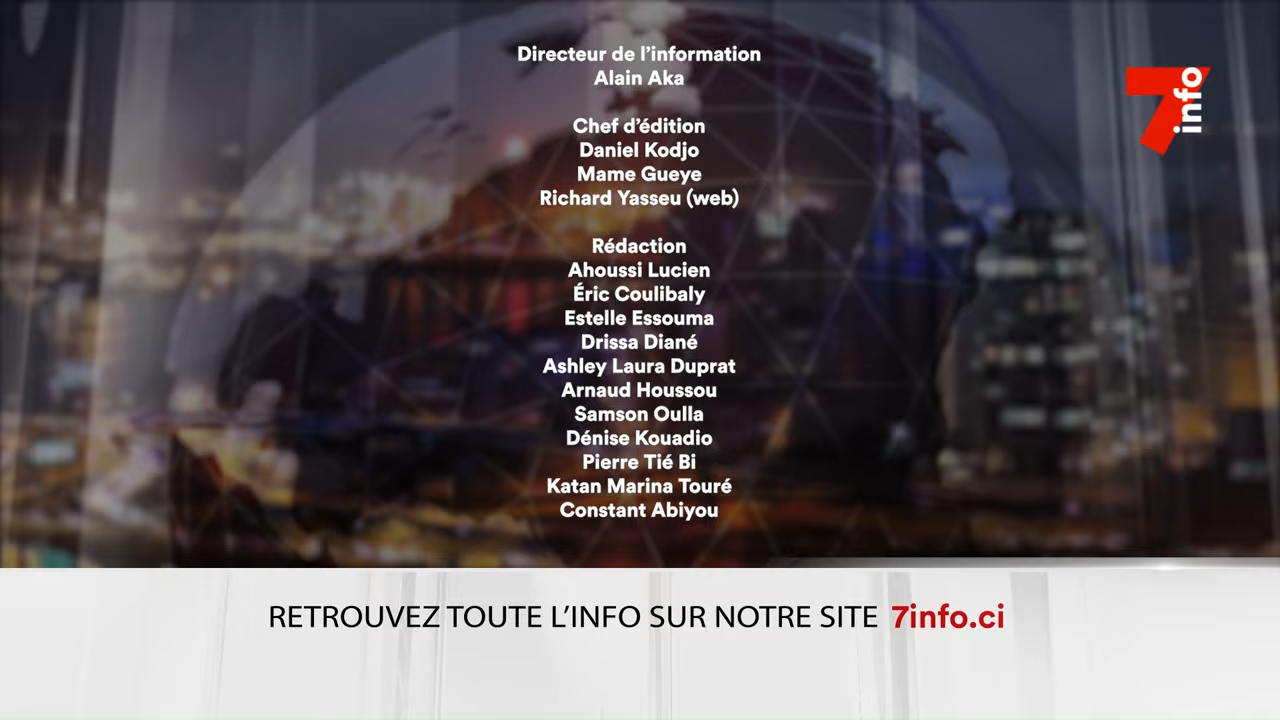 Directeur de l’information
Alain Aka
Chef d’édition
Daniel Kodjo
Mame Gueye
Richard Yasseu (web)
Rédaction
Ahoussi Lucien
Éric Coulibaly
Estelle Essouma
Drissa Diané
Ashley Laura Duprat
Arnaud Houssou
Samson Oulla
Dénise Kouadio
Pierre Tié Bi
Katan Marina Touré
Constant Abiyou
7info
RETROUVEZ TOUTE L’INFO SUR NOTRE SITE 7info.ci